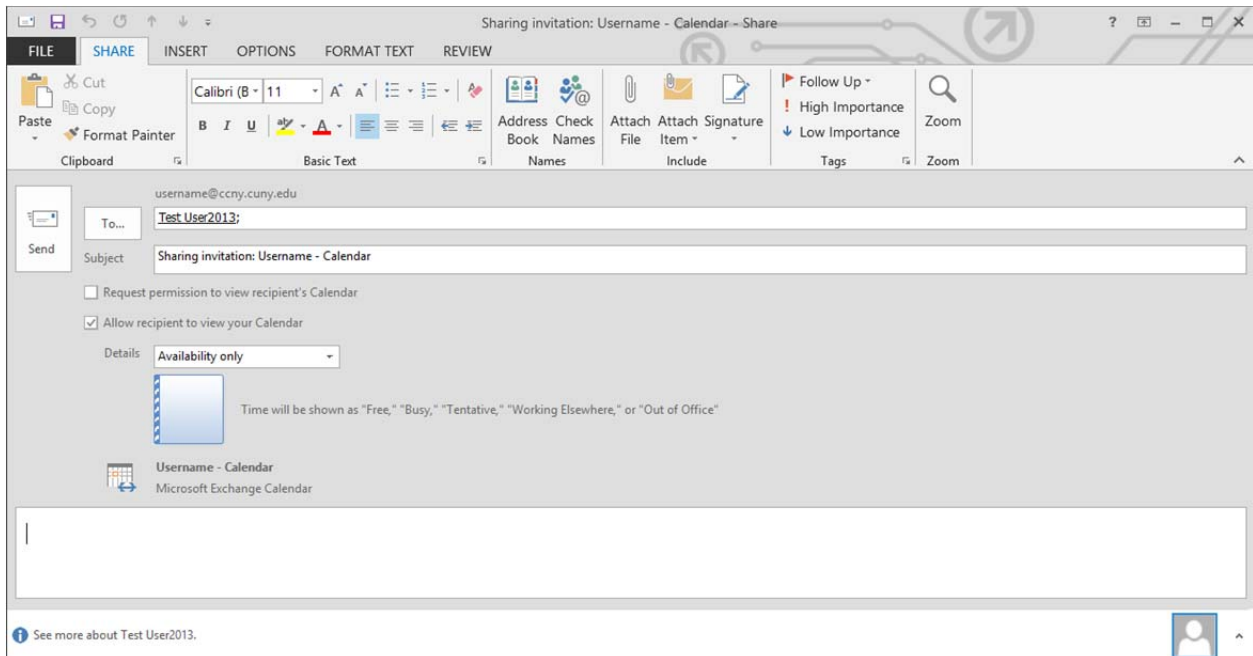 Sharing invitation: Username - Calendar - Share
?
FILE SHARE INSERT OPTIONS FORMAT TEXT REVIEW
Paste
Cut
Copy
Format Painter
Clipboard
Calibri (B 11
B I U aby A
Basic Text
Address Book
Check Names
Names
Attach File
Attach Item
Signature
Include
Follow Up
! High Importance
Low Importance
Tags
Zoom
Zoom
Send
username@ccny.cuny.edu
To... Test User2013;
Subject Sharing invitation: Username - Calendar
Request permission to view recipient's Calendar
Allow recipient to view your Calendar
Details Availability only
Time will be shown as "Free," "Busy," "Tentative," "Working Elsewhere," or "Out of Office"
Username - Calendar
Microsoft Exchange Calendar
See more about Test User2013.